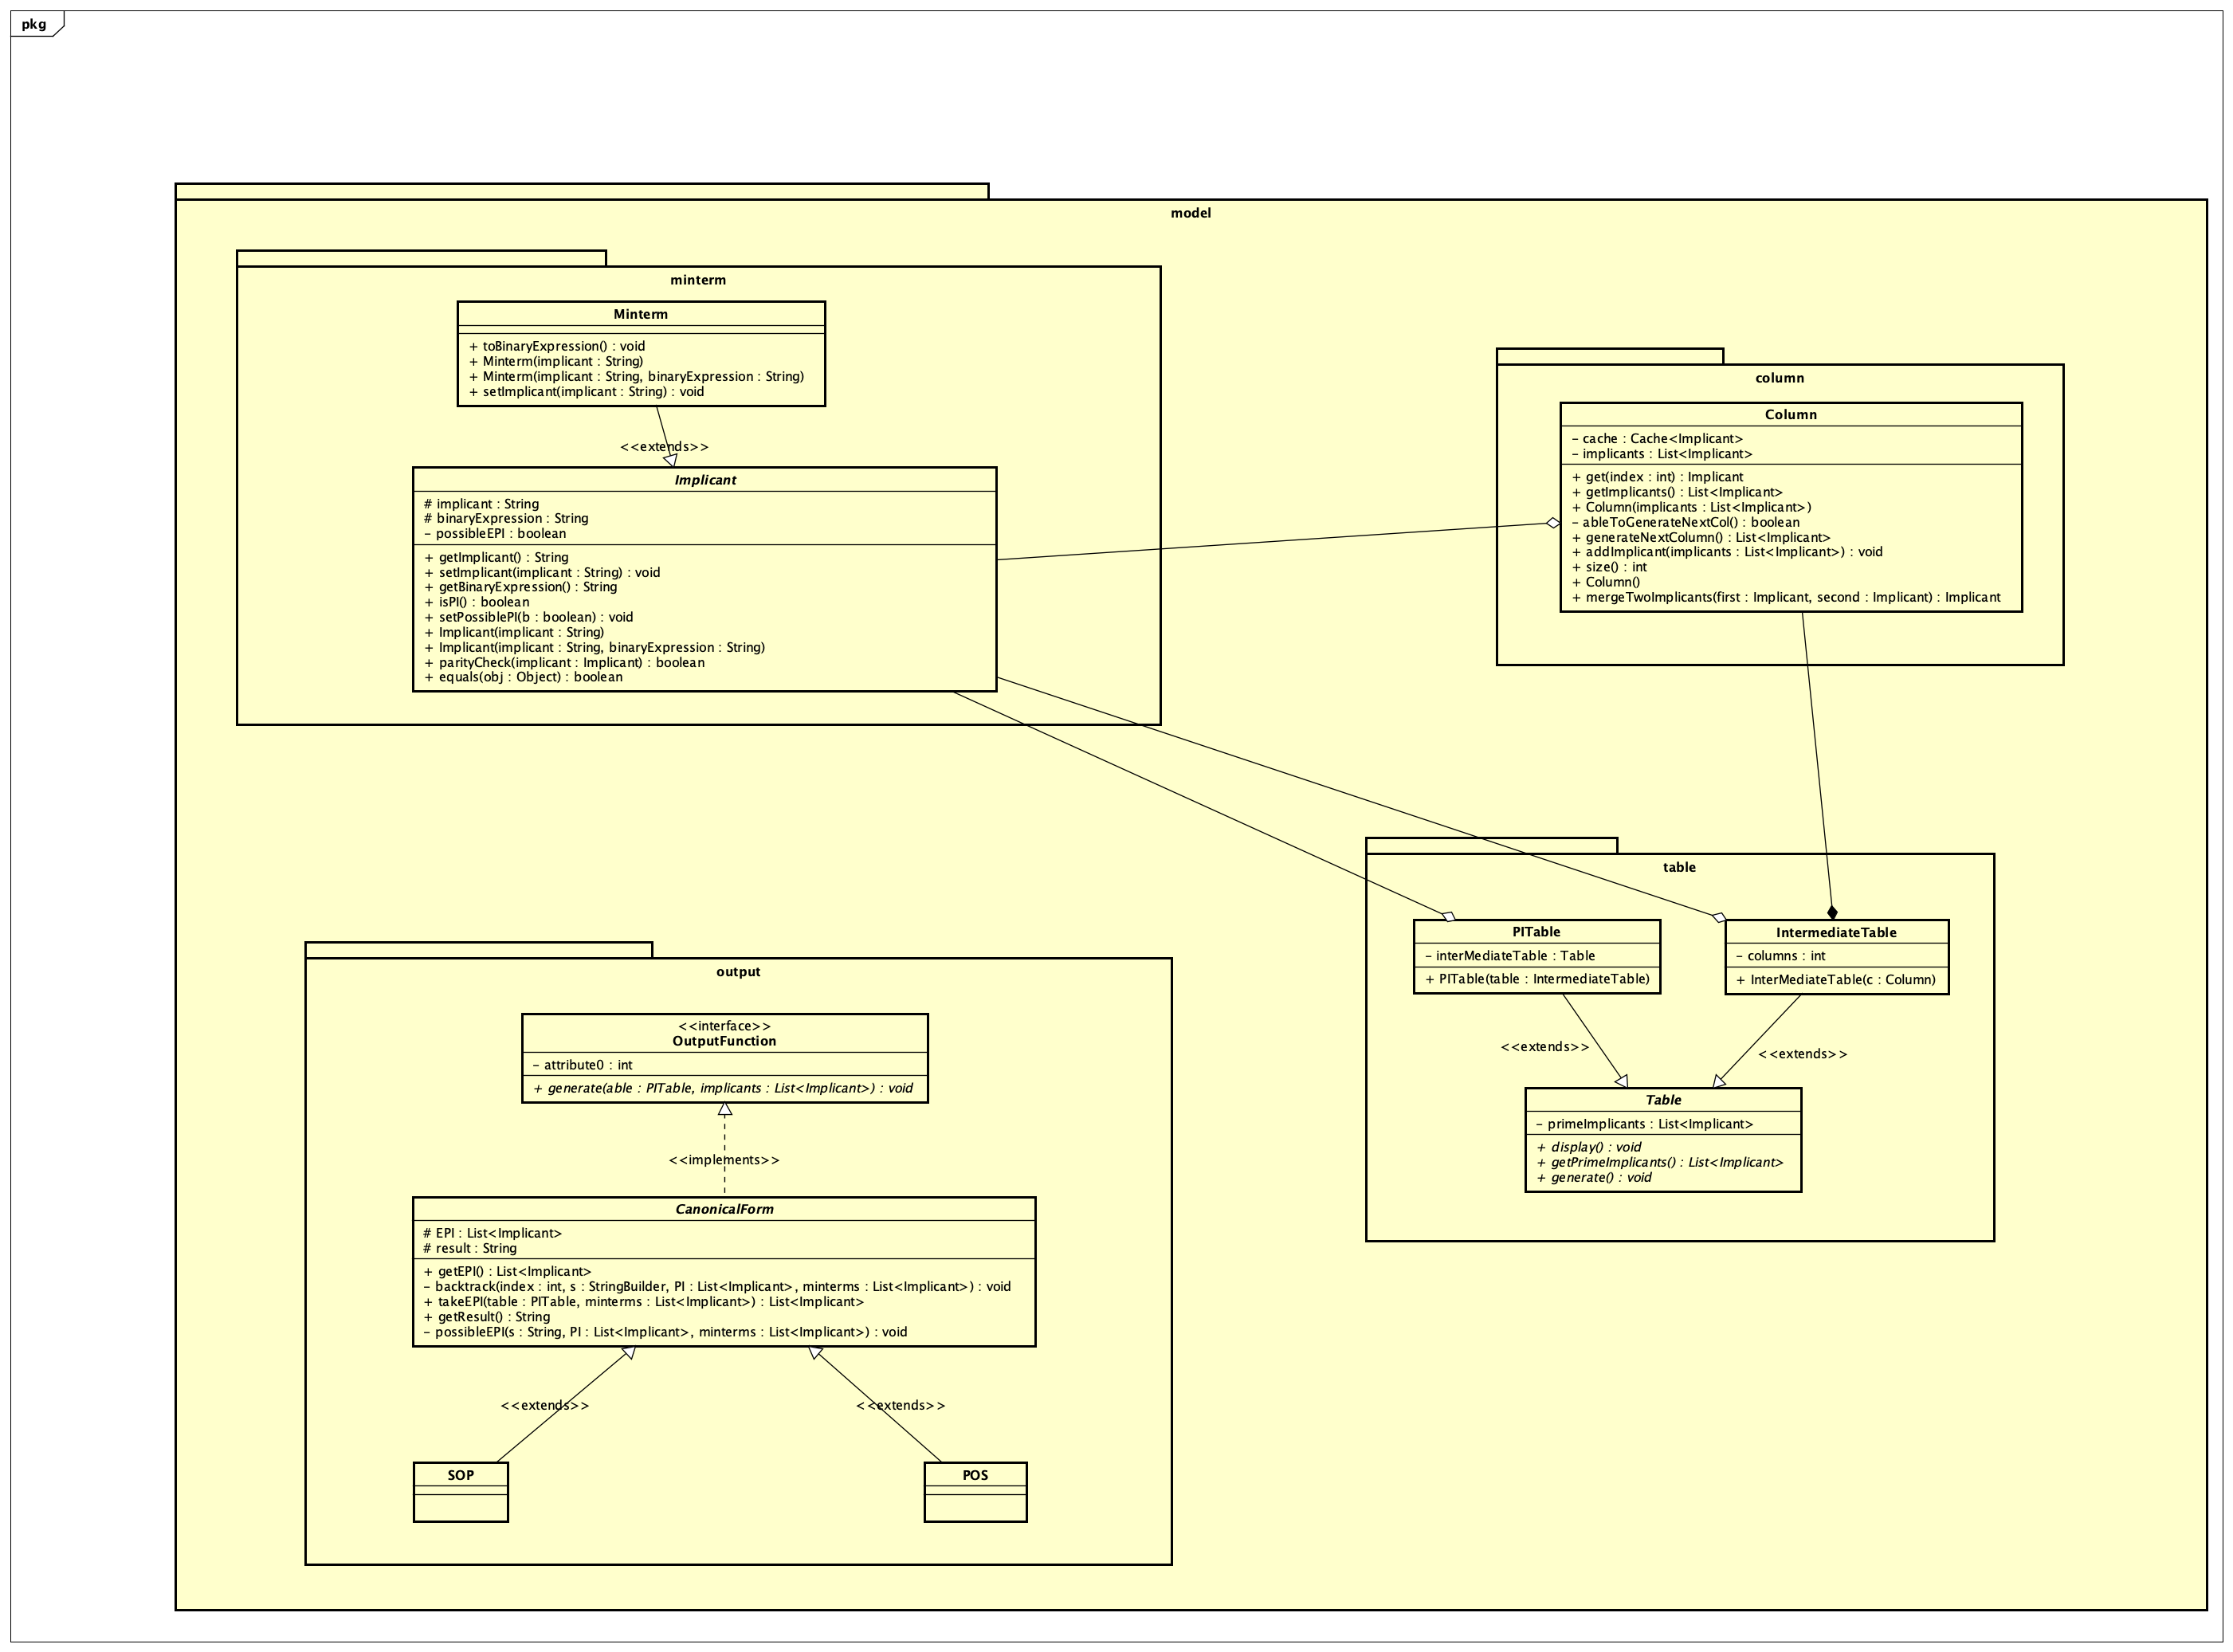 pkg
model
minterm
Minterm
+ toBinaryExpression() : void
+ Minterm(implicant : String)
+ Minterm(implicant : String, binaryExpression : String)
+ setImplicant(implicant : String) : void
<<extends>>
Implicant
# implicant : String
# binaryExpression : String
– possibleEPI : boolean
+ getImplicant() : String
+ setImplicant(implicant : String) : void
+ getBinaryExpression() : String
+ isPI() : boolean
+ setPossiblePI(b : boolean) : void
+ Implicant(implicant : String)
+ Implicant(implicant : String, binaryExpression : String)
+ parityCheck(implicant : Implicant) : boolean
+ equals(obj : Object) : boolean
column
Column
– cache : Cache<Implicant>
– implicants : List<Implicant>
+ get(index : int) : Implicant
+ getImplicants() : List<Implicant>
+ Column(implicants : List<Implicant>)
– ableToGenerateNextCol() : boolean
+ generateNextColumn() : List<Implicant>
+ addImplicant(implicants : List<Implicant>) : void
+ size() : int
+ Column()
+ mergeTwoImplicants(first : Implicant, second : Implicant) : Implicant
table
PITable
– interMediateTable : Table
+ PITable(table : IntermediateTable)
IntermediateTable
– columns : int
+ InterMediateTable(c : Column)
<<extends>>
<<extends>>
Table
– primeImplicants : List<Implicant>
+ display() : void
+ getPrimeImplicants() : List<Implicant>
+ generate() : void
output
<<interface>>
OutputFunction
– attribute0 : int
+ generate(able : PITable, implicants : List<Implicant>) : void
<<implements>>
CanonicalForm
# EPI : List<Implicant>
# result : String
+ getEPI() : List<Implicant>
– backtrack(index : int, s : StringBuilder, PI : List<Implicant>, minterms : List<Implicant>) : void
+ takeEPI(table : PITable, minterms : List<Implicant>) : List<Implicant>
+ getResult() : String
– possibleEPI(s : String, PI : List<Implicant>, minterms : List<Implicant>) : void
<<extends>>
<<extends>>
SOP
POS